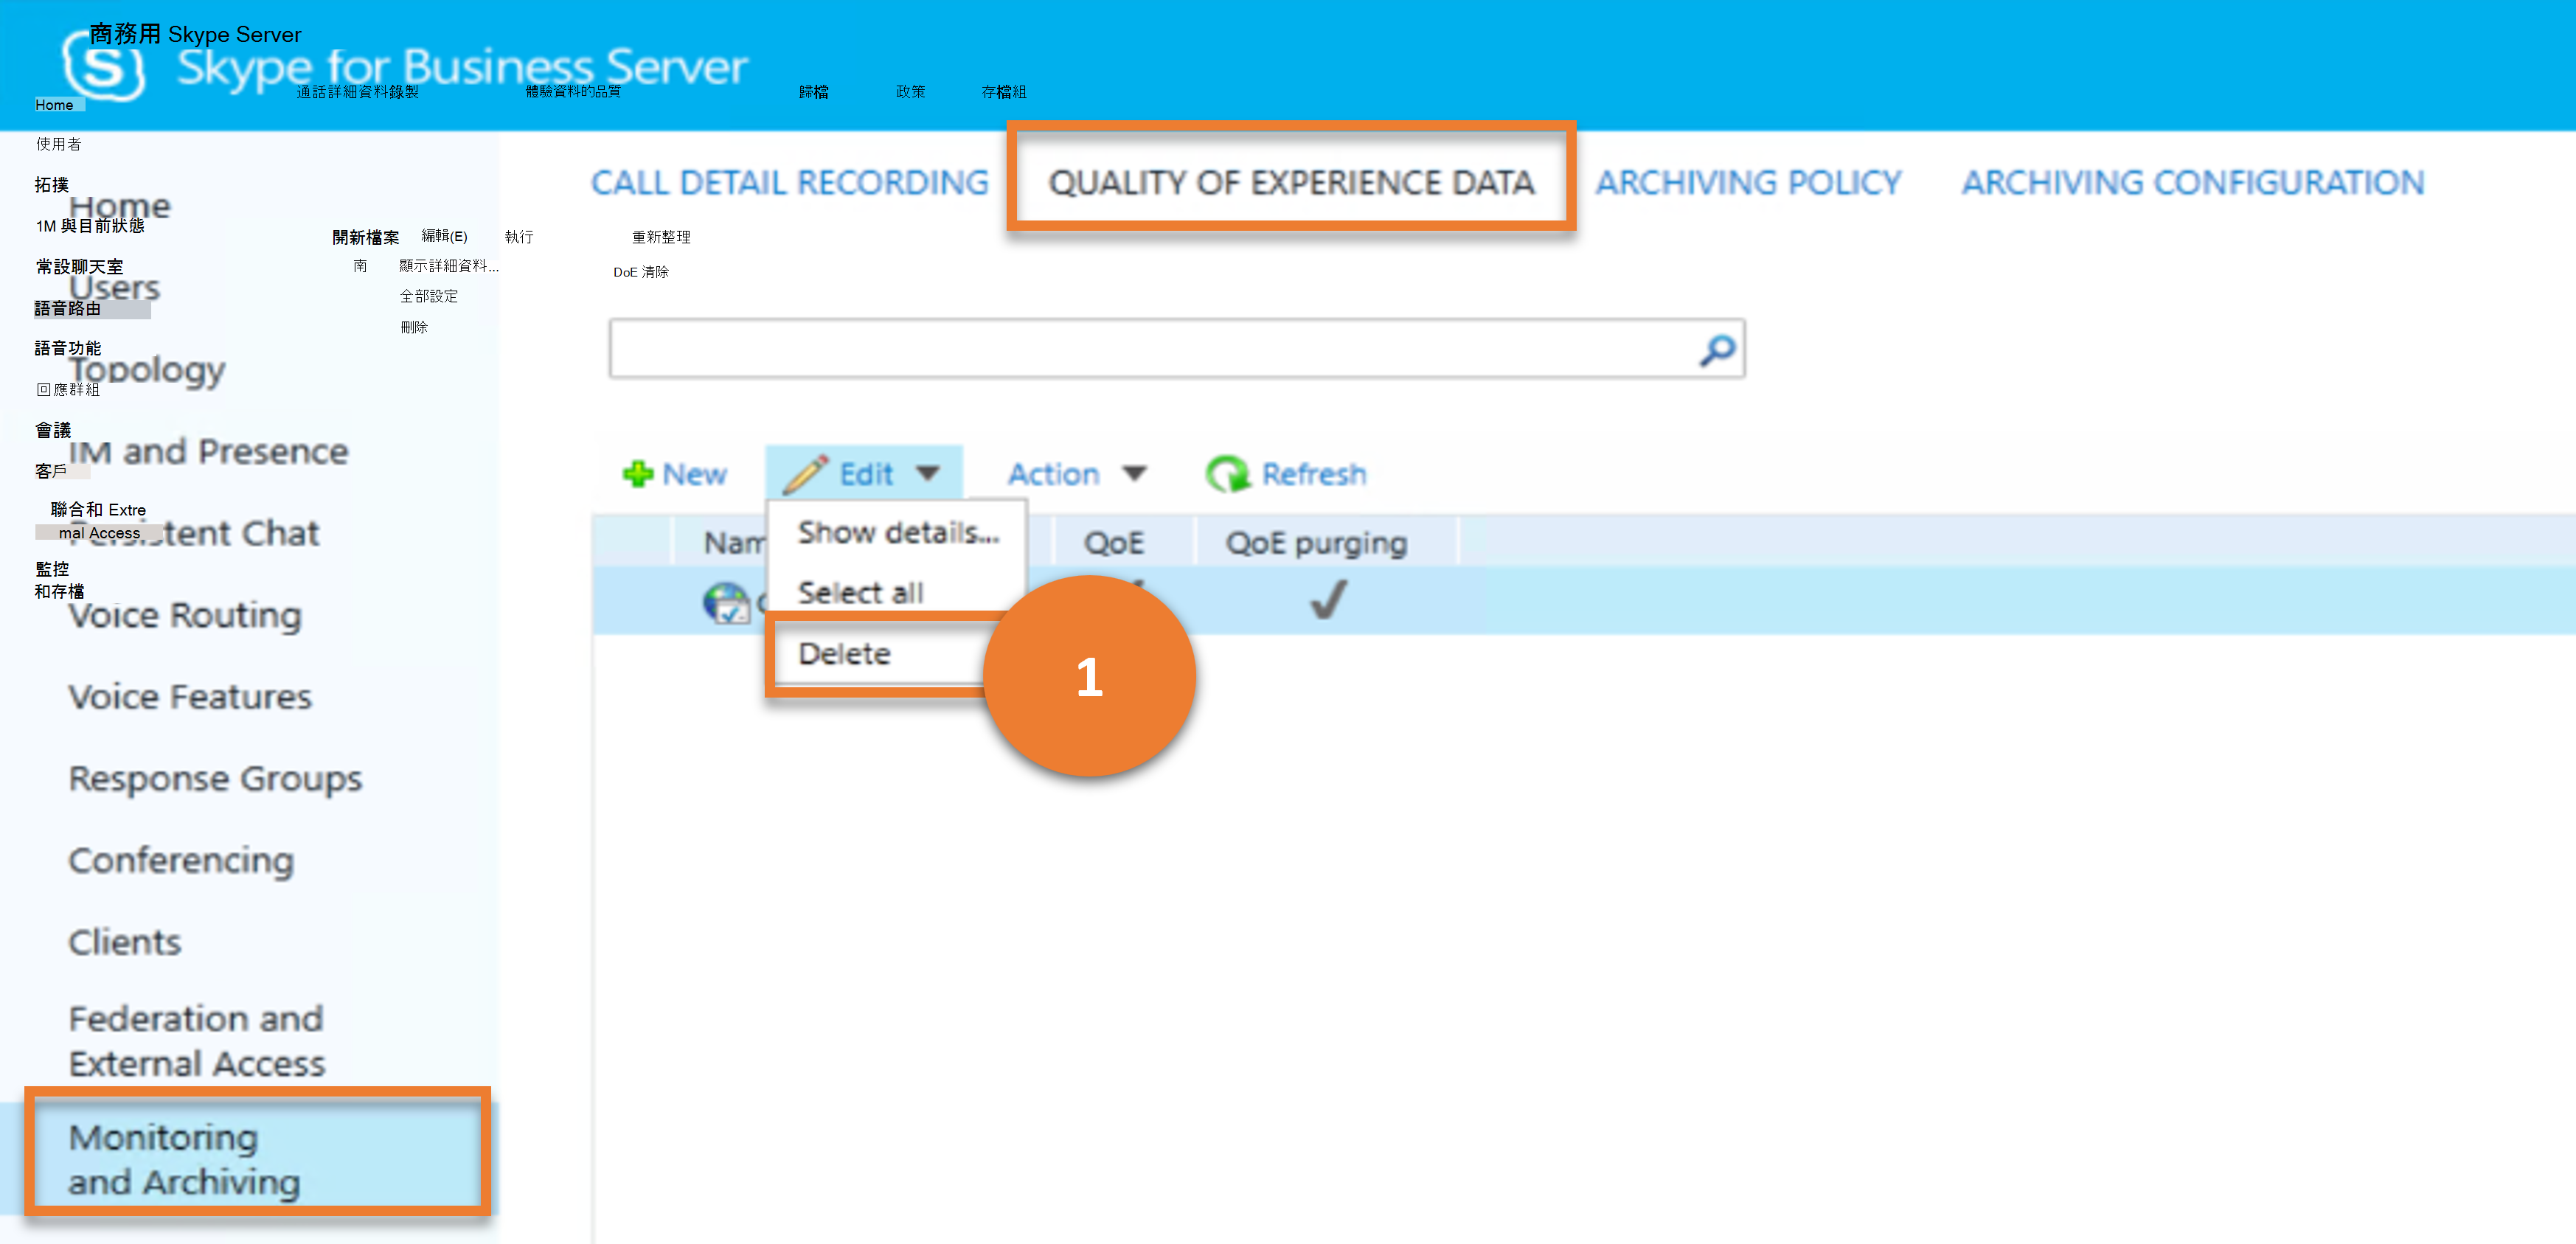 商務用 Skype Server
Skype for Business Server
通話詳細資料錄製
體驗資料的品質
歸檔
政策
存檔組
Home
使用者
拓撲
1M 與目前狀態
常設聊天室
語音路由
語音功能
回應群組
會議
客戶
聯合和 Extre
mal Access
監控
和存檔
開新檔案
編輯(E)
執行
重新整理
南
顯示詳細資料...
全部設定
刪除
DoE 清除
CALL DETAIL RECORDING
QUALITY OF EXPERIENCE DATA
ARCHIVING POLICY
ARCHIVING CONFIGURATION
Home
Users
Topology
IM and Presence
Persistent Chat
Voice Routing
Voice Features
Response Groups
Conferencing
Clients
Federation and
External Access
Monitoring
and Archiving
New
Edit
Action
Refresh
Nam
QoE
QoE purging
Show details...
Select all
Delete
1